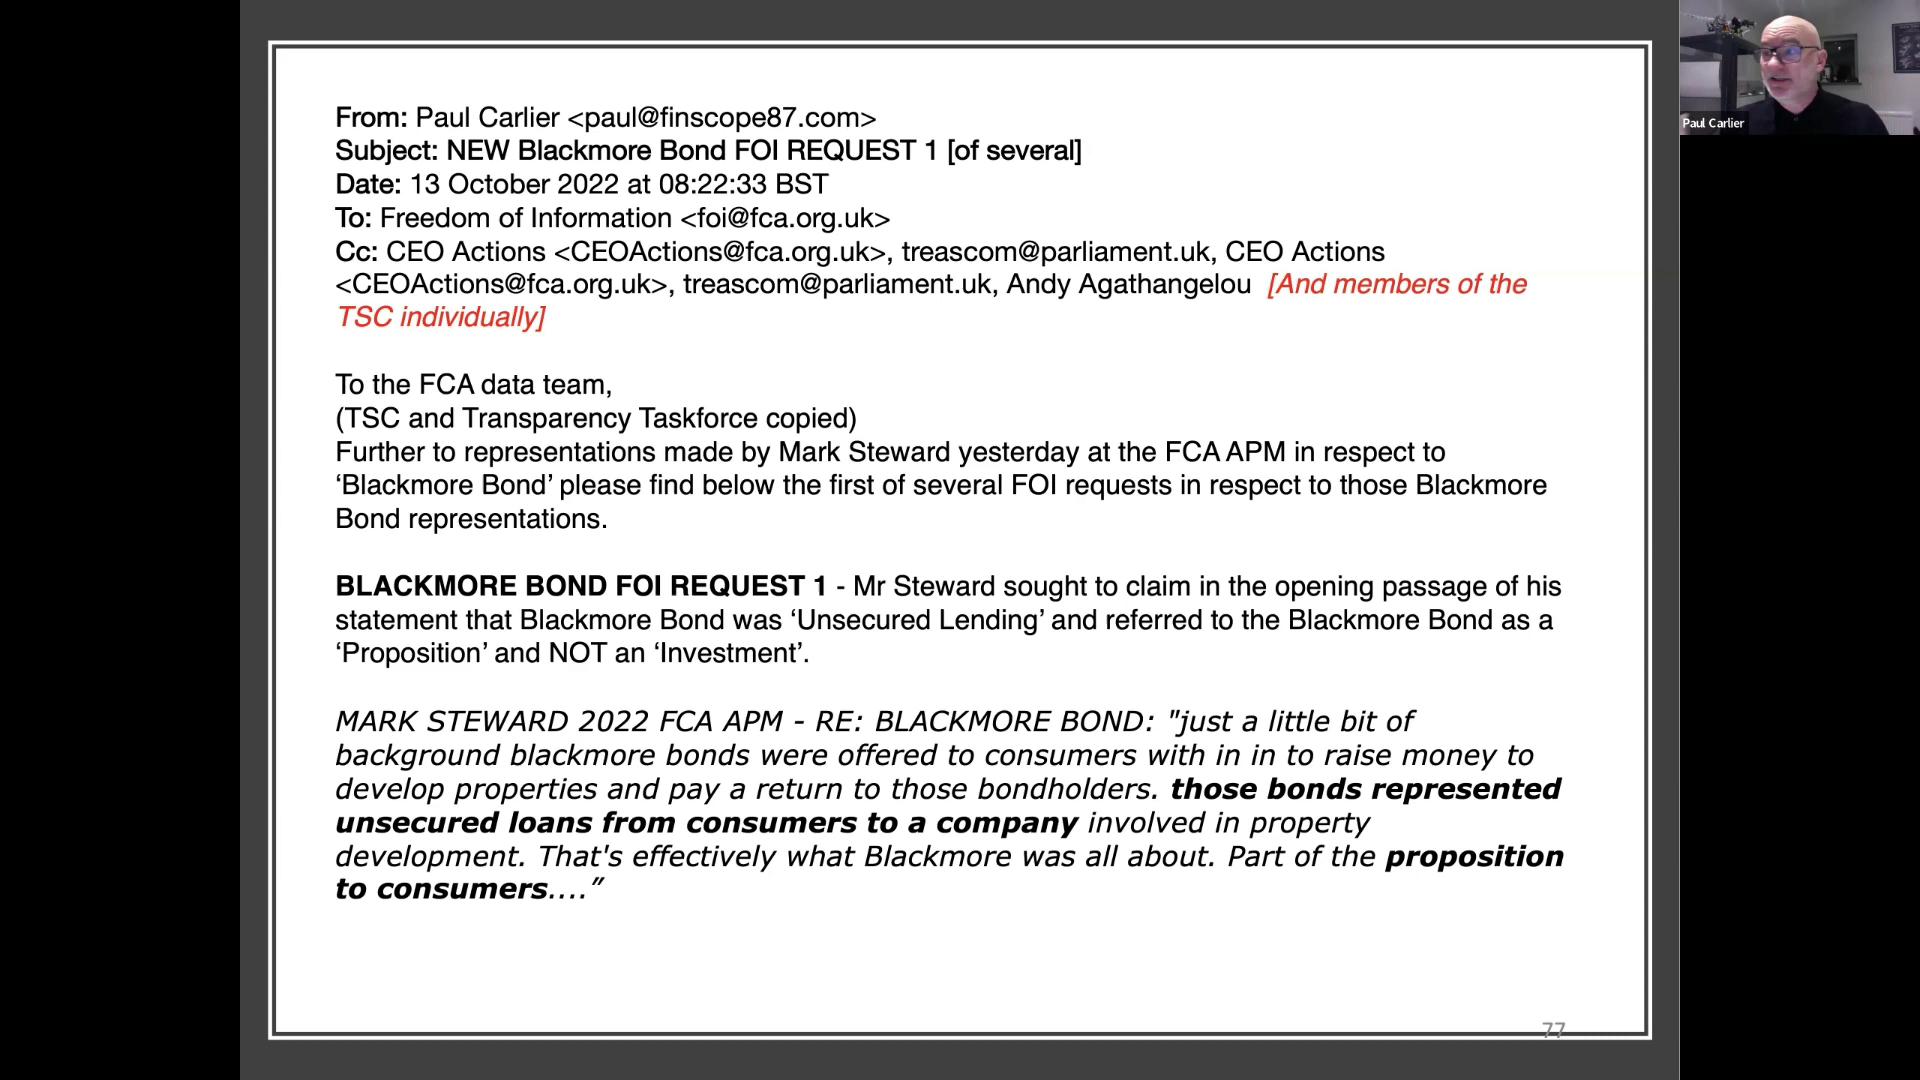 From: Paul Carlier <paul@finscope87.com>
Subject: NEW Blackmore Bond FOI REQUEST 1 [of several]
Date: 13 October 2022 at 08:22:33 BST
To: Freedom of Information <foi@fca.org.uk>
Cc: CEO Actions <CEOActions@fca.org.uk>, treascom@parliament.uk, CEO Actions
<CEOActions@fca.org.uk>, treascom@parliament.uk, Andy Agathangelou [And members of the
TSC individually]
To the FCA data team,
(TSC and Transparency Taskforce copied)
Further to representations made by Mark Steward yesterday at the FCA APM in respect to
‘Blackmore Bond’ please find below the first of several FOI requests in respect to those Blackmore
Bond representations.
BLACKMORE BOND FOI REQUEST 1 - Mr Steward sought to claim in the opening passage of his
statement that Blackmore Bond was ‘Unsecured Lending’ and referred to the Blackmore Bond as a
‘Proposition’ and NOT an ‘Investment’.
MARK STEWARD 2022 FCA APM - RE: BLACKMORE BOND: "just a little bit of
background blackmore bonds were offered to consumers with in in to raise money to
develop properties and pay a return to those bondholders. those bonds represented
unsecured loans from consumers to a company involved in property
development. That's effectively what Blackmore was all about. Part of the proposition
to consumers....”
77
Paul Carlier